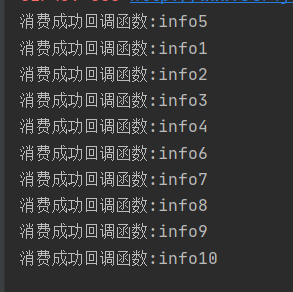 消费成功回调函数:info5
消费成功回调函数:info1
消费成功回调函数:info2
消费成功回调函数:info3
消费成功回调函数:info4
消费成功回调函数:info6
消费成功回调函数:info7
消费成功回调函数:info8
消费成功回调函数:info9
消费成功回调函数:info10